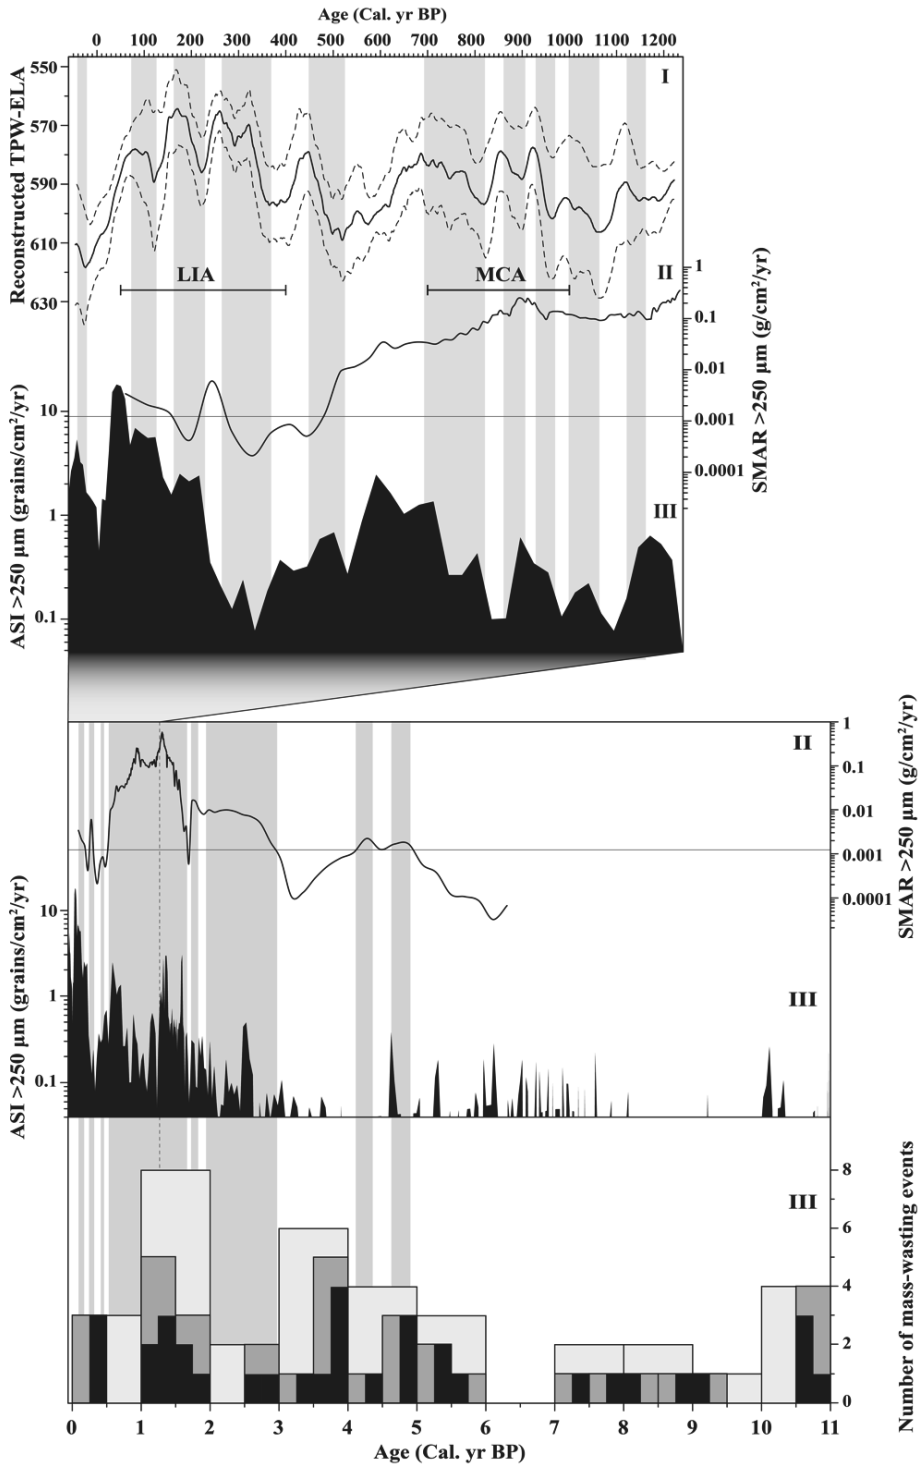 Age (Cal. yr BP)
0 100 200 300 400 500 600 700 800 900 1000 1100 1200
Reconstructed TPW-ELA
550
570
590
610
630
I
LIA
MCA
II
SMAR >250 µm (g/cm²/yr)
1
0.1
0.01
0.001
0.0001
ASI >250 µm (grains/cm²/yr)
10
1
0.1
III
II
SMAR >250 µm (g/cm²/yr)
1
0.1
0.01
0.001
0.0001
ASI >250 µm (grains/cm²/yr)
10
1
0.1
III
III
Number of mass-wasting events
8
6
4
2
0
0 1 2 3 4 5 6 7 8 9 10 11
Age (Cal. yr BP)